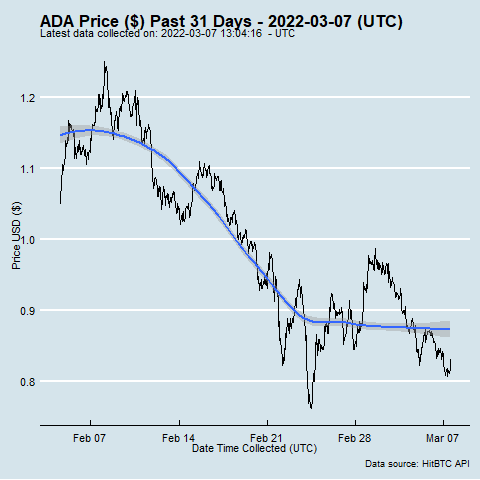 ADA Price ($) Past 31 Days - 2022-03-07 (UTC)
Latest data collected on: 2022-03-07 13:04:16 - UTC
1.2
1.1
1.0
0.9
0.8
Price USD ($)
Feb 07 Feb 14 Feb 21 Feb 28 Mar 07
Date Time Collected (UTC)
Data source: HitBTC API